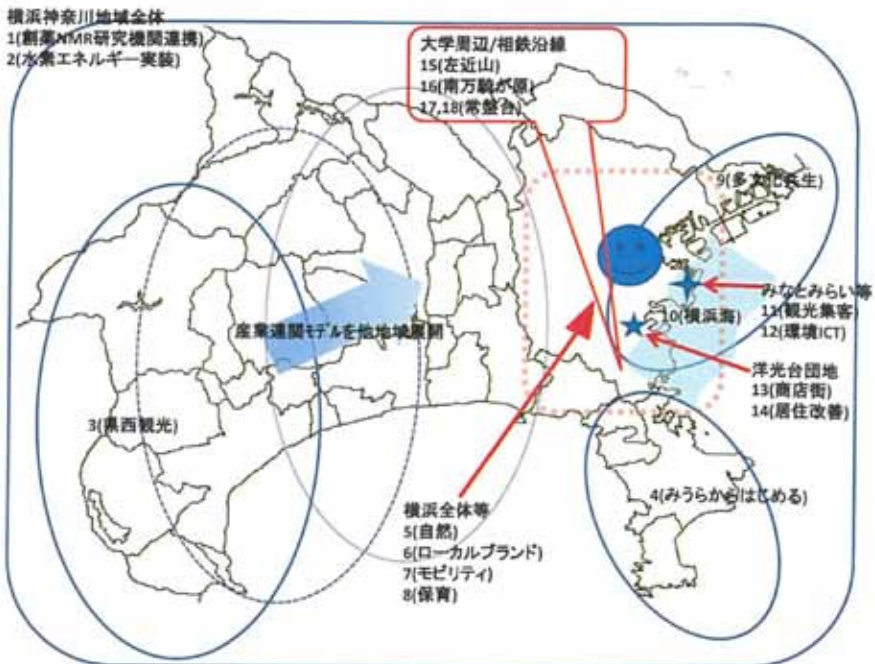 横浜神奈川地域全体
1(創薬NMR研究機関連携)
2(水素エネルギー実装)
大学周辺/相鉄沿線
15(左近山)
16(南万騎が原)
17,18(常盤台)
9(多文化共生)
みなとみらい等
11(観光集客)
12(環境ICT)
10(横浜海)
産業連関モデルを他地域展開
洋光台団地
13(商店街)
14(居住改善)
3(県西観光)
4(みうらからはじめる)
横浜全体等
5(自然)
6(ローカルブランド)
7(モビリティ)
8(保育)